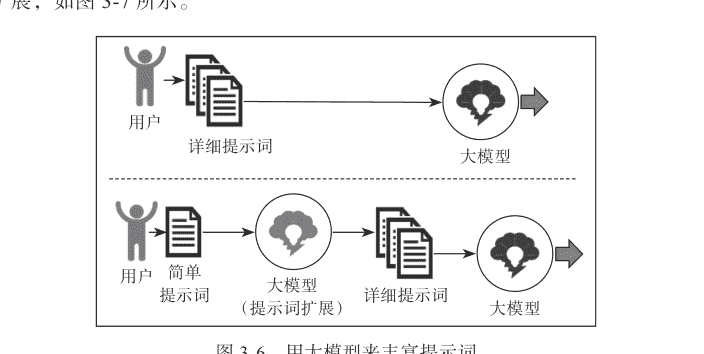 展，如图 3-7 所示。
用户
详细提示词
大模型
用户
简单
提示词
大模型
（提示词扩展）
详细提示词
大模型
图 3-6 用大模型来丰富提示词